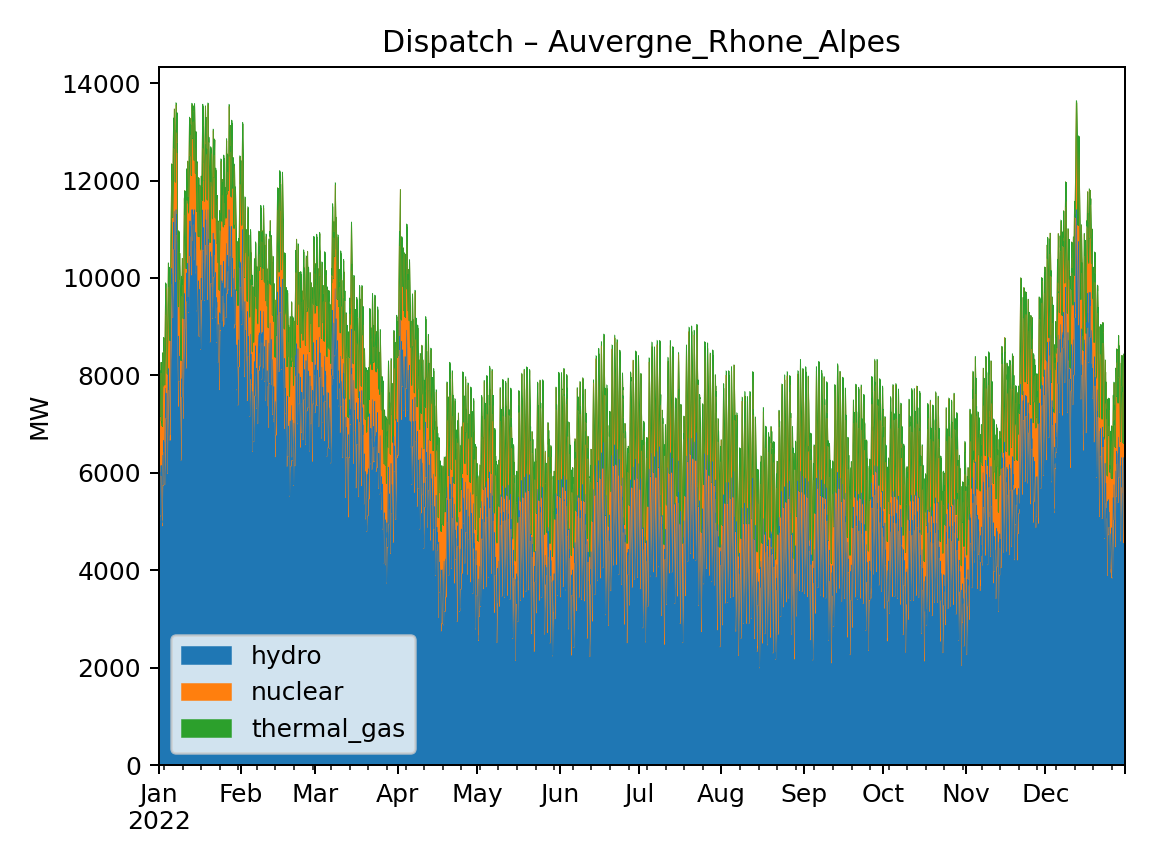 Dispatch – Auvergne_Rhone_Alpes
MW
14000
12000
10000
8000
6000
4000
2000
0
hydro
nuclear
thermal_gas
Jan Feb Mar Apr May Jun Jul Aug Sep Oct Nov Dec
2022